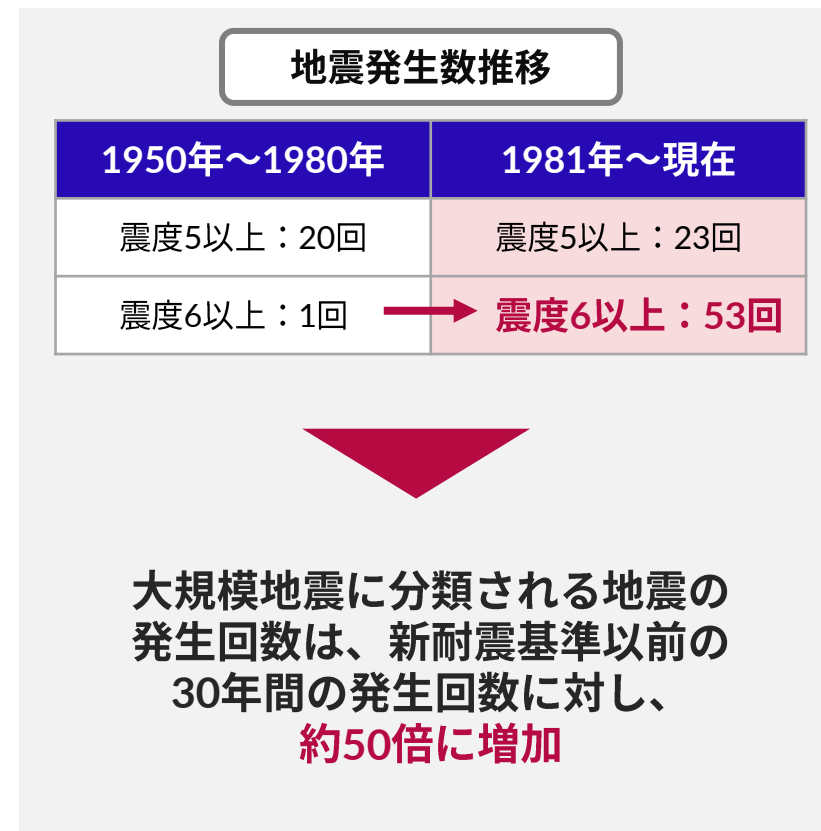 地震発生数推移
1950年～1980年
1981年～現在
震度5以上：20回
震度5以上：23回
震度6以上：1回
震度6以上：53回
大規模地震に分類される地震の
発生回数は、新耐震基準以前の
30年間の発生回数に対し、
約50倍に増加